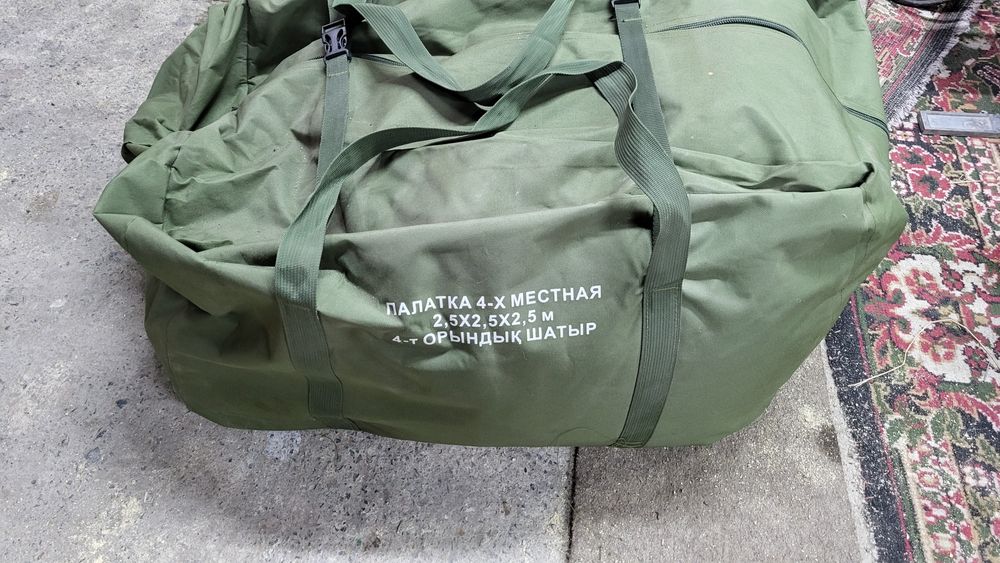 ПАЛАТКА 4-Х МЕСТНАЯ
2,5Х2,5Х2,5 м
4-т ОРЫНДЫҚ ШАТЫР